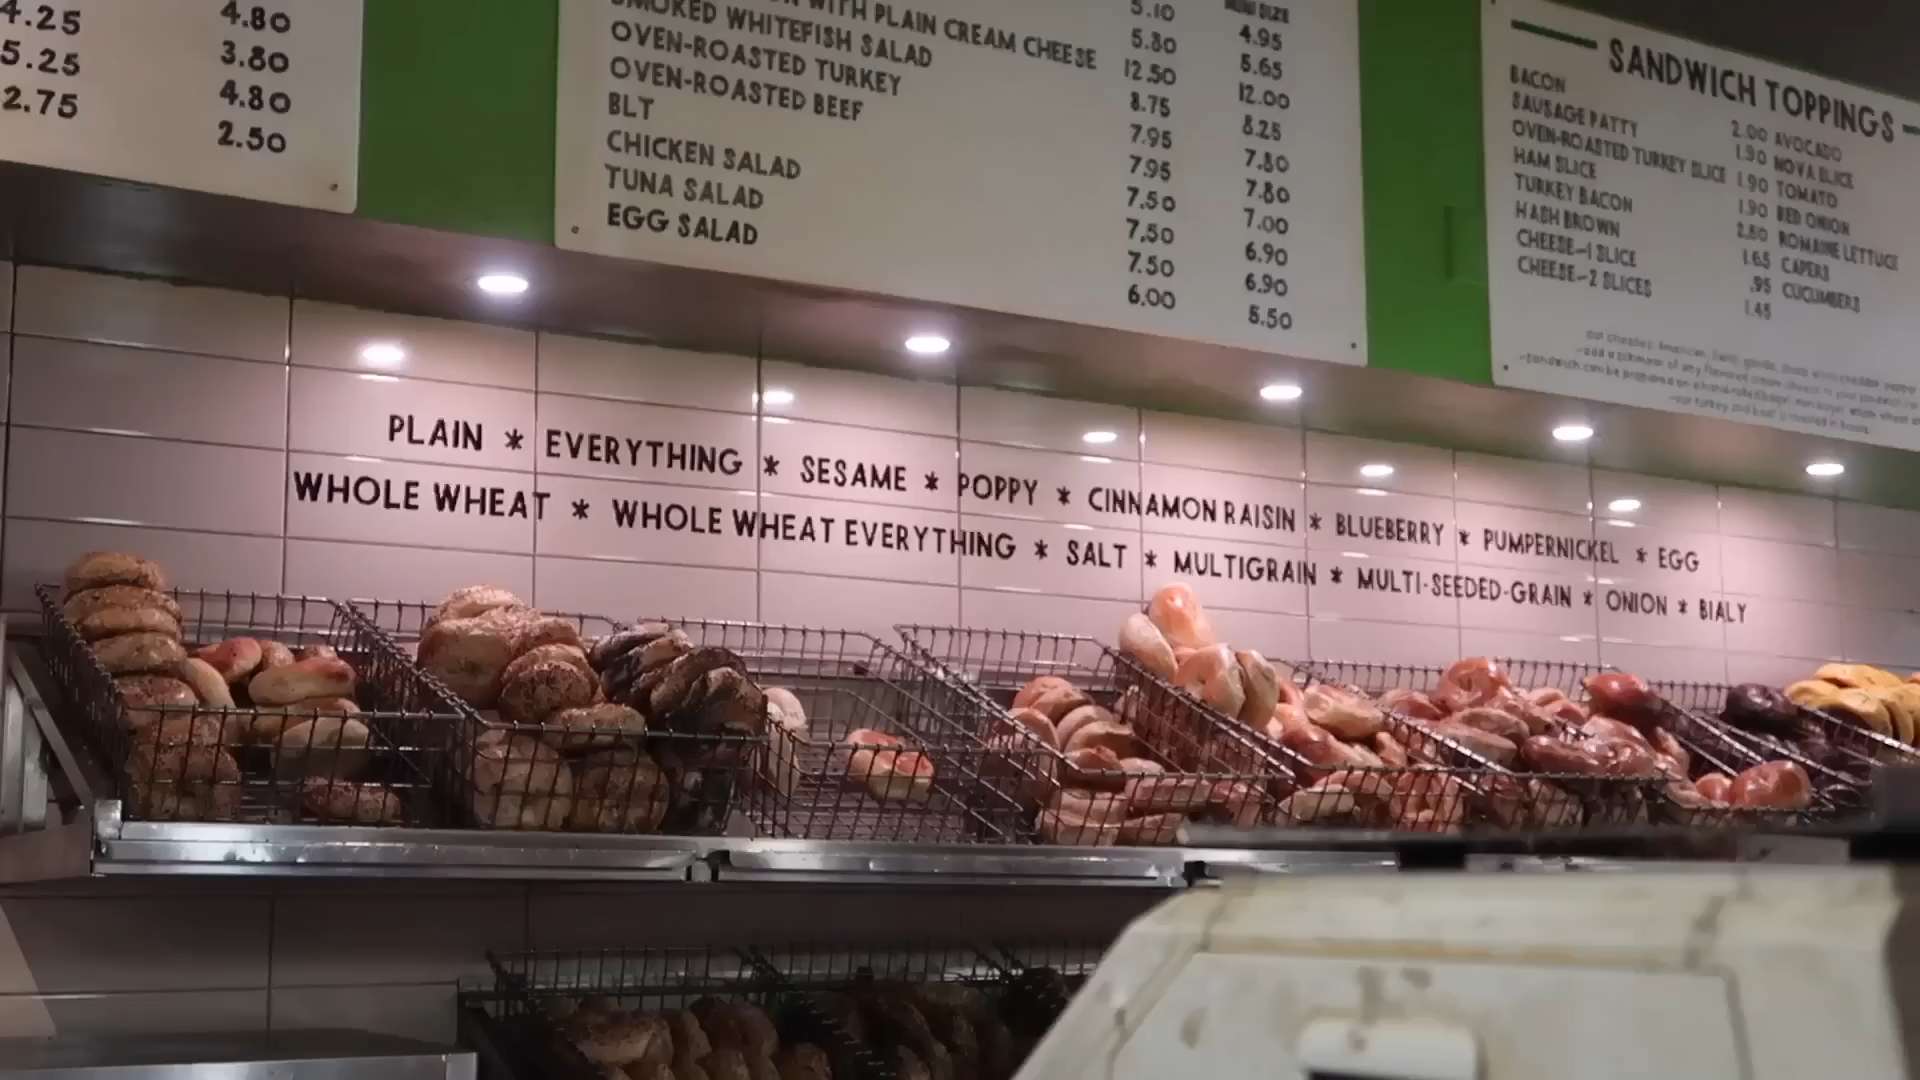 4.25 4.80
5.25 3.80
2.75 4.80
2.50
WITH PLAIN CREAM CHEESE
SMOKED WHITEFISH SALAD
OVEN-ROASTED TURKEY
OVEN-ROASTED BEEF
BLT
CHICKEN SALAD
TUNA SALAD
EGG SALAD
5.10 MINI SIZE
5.80 4.95
12.50 5.65
8.75 12.00
7.95 8.25
7.95 7.80
7.50 7.80
7.50 7.00
7.50 6.90
6.00 6.90
5.50
SANDWICH TOPPINGS
BACON 2.00 AVOCADO
SAUSAGE PATTY 1.90 NOVA SLICE
OVEN-ROASTED TURKEY SLICE 1.90 TOMATO
HAM SLICE 1.90 RED ONION
TURKEY BACON 2.50 ROMAINE LETTUCE
HASH BROWN 1.65 CAPERS
CHEESE-1 SLICE .95 CUCUMBERS
CHEESE-2 SLICES 1.45
PLAIN * EVERYTHING * SESAME * POPPY * CINNAMON RAISIN * BLUEBERRY * PUMPERNICKEL * EGG
WHOLE WHEAT * WHOLE WHEAT EVERYTHING * SALT * MULTIGRAIN * MULTI-SEEDED-GRAIN * ONION * BIALY